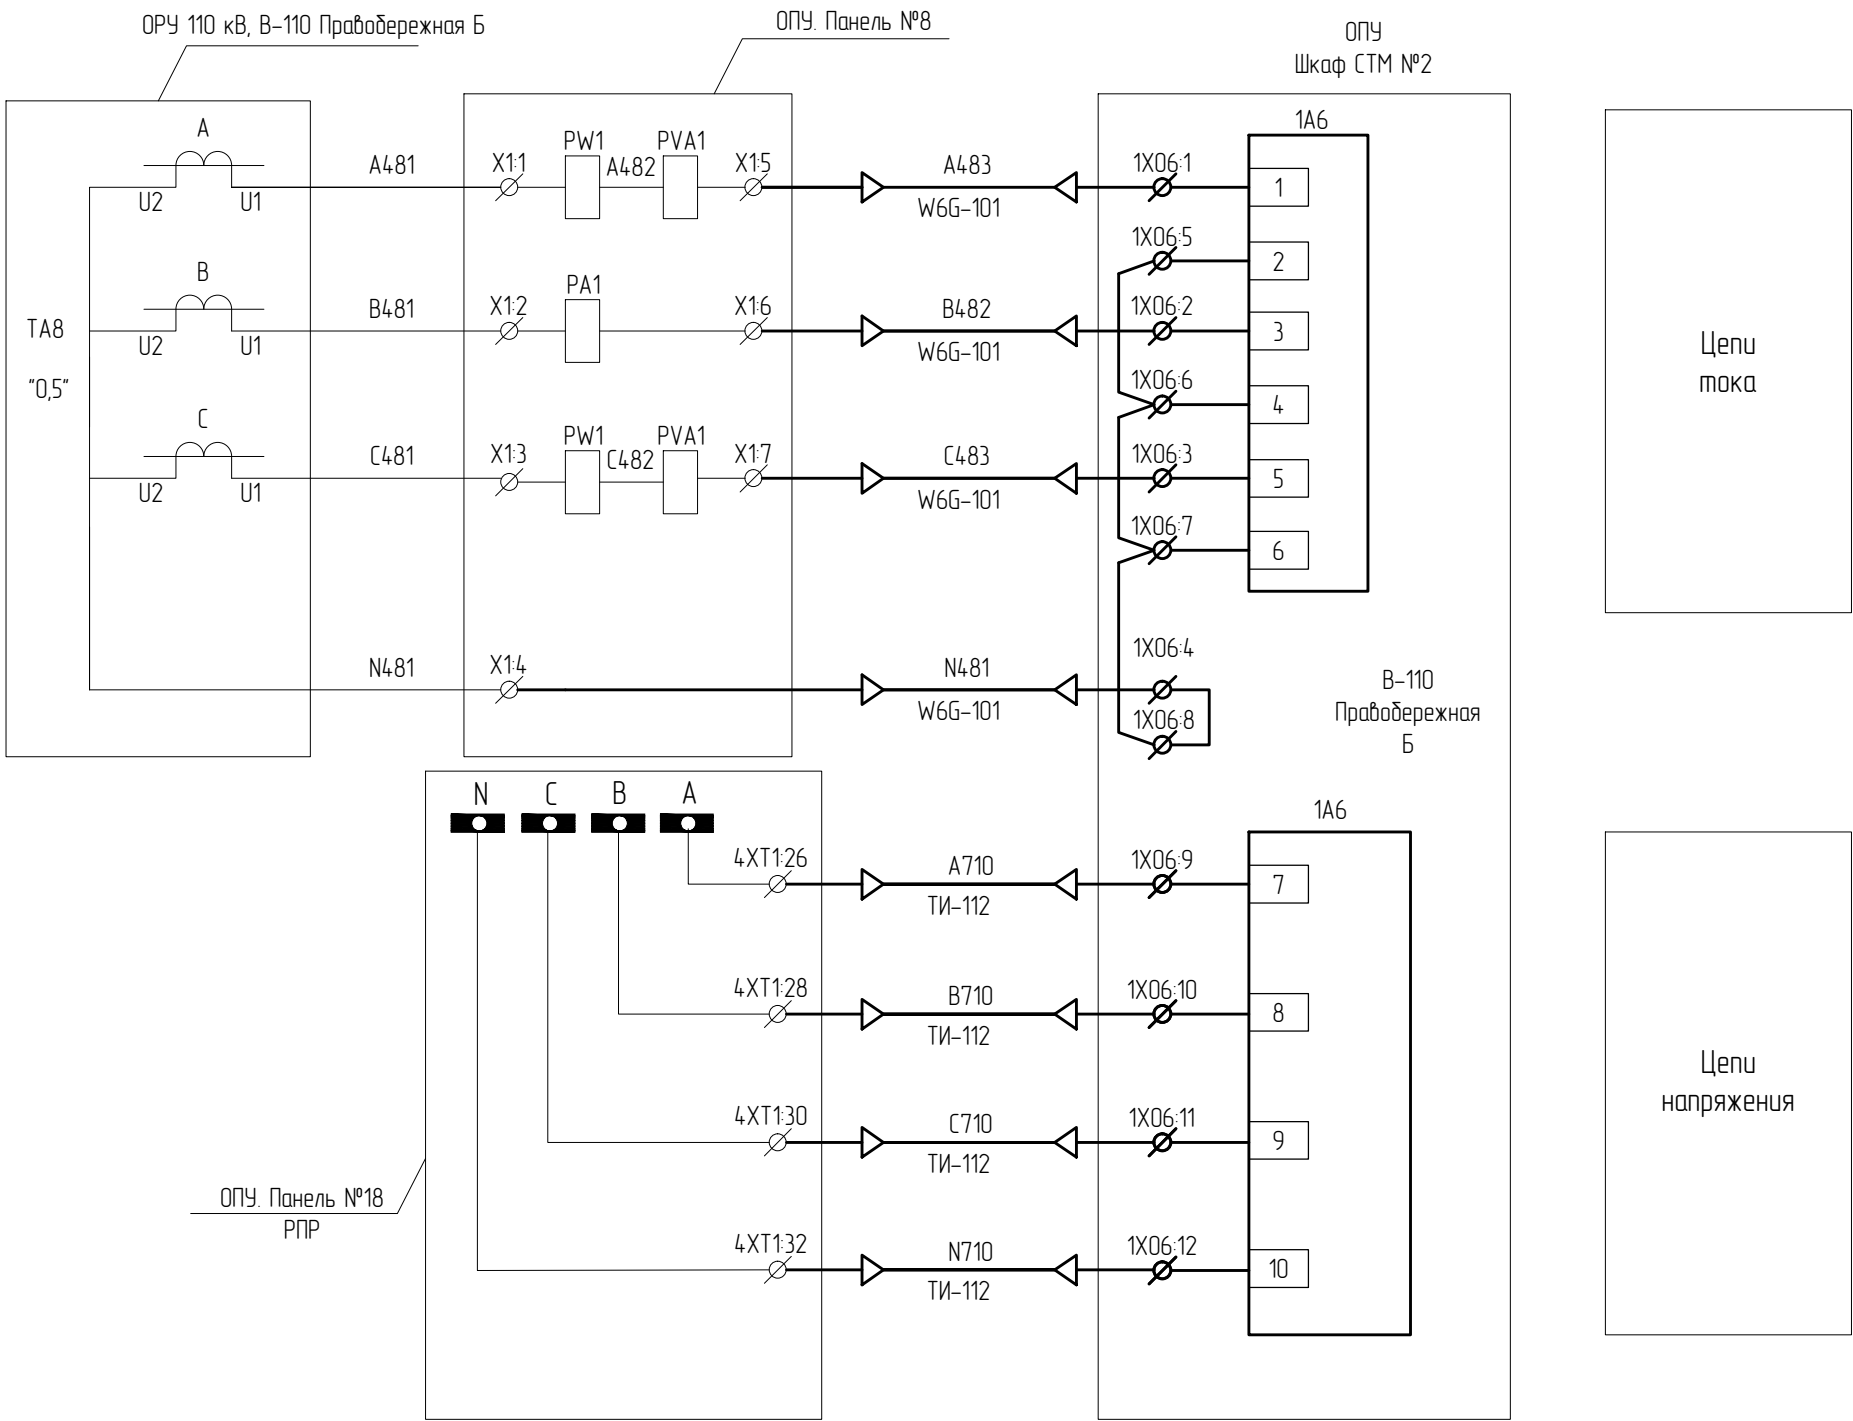 ОРУ 110 кВ, В-110 Правобережная Б
ОПУ. Панель №8
ОПУ
Шкаф СТМ №2
A
U2
U1
A481
X1:1
PW1
A482
PVA1
X1:5
A483
W6G-101
1X06:1
1A6
1
1X06:5
2
B
ТА8
U2
U1
B481
X1:2
PA1
X1:6
B482
W6G-101
1X06:2
3
"0,5"
1X06:6
4
C
U2
U1
C481
X1:3
PW1
C482
PVA1
X1:7
C483
W6G-101
1X06:3
5
1X06:7
6
N481
X1:4
N481
W6G-101
1X06:4
1X06:8
В-110
Правобережная
Б
Цепи
тока
N
C
B
A
1A6
4XT1:26
A710
ТИ-112
1X06:9
7
4XT1:28
B710
ТИ-112
1X06:10
8
4XT1:30
C710
ТИ-112
1X06:11
9
4XT1:32
N710
ТИ-112
1X06:12
10
ОПУ. Панель №18
РПР
Цепи
напряжения